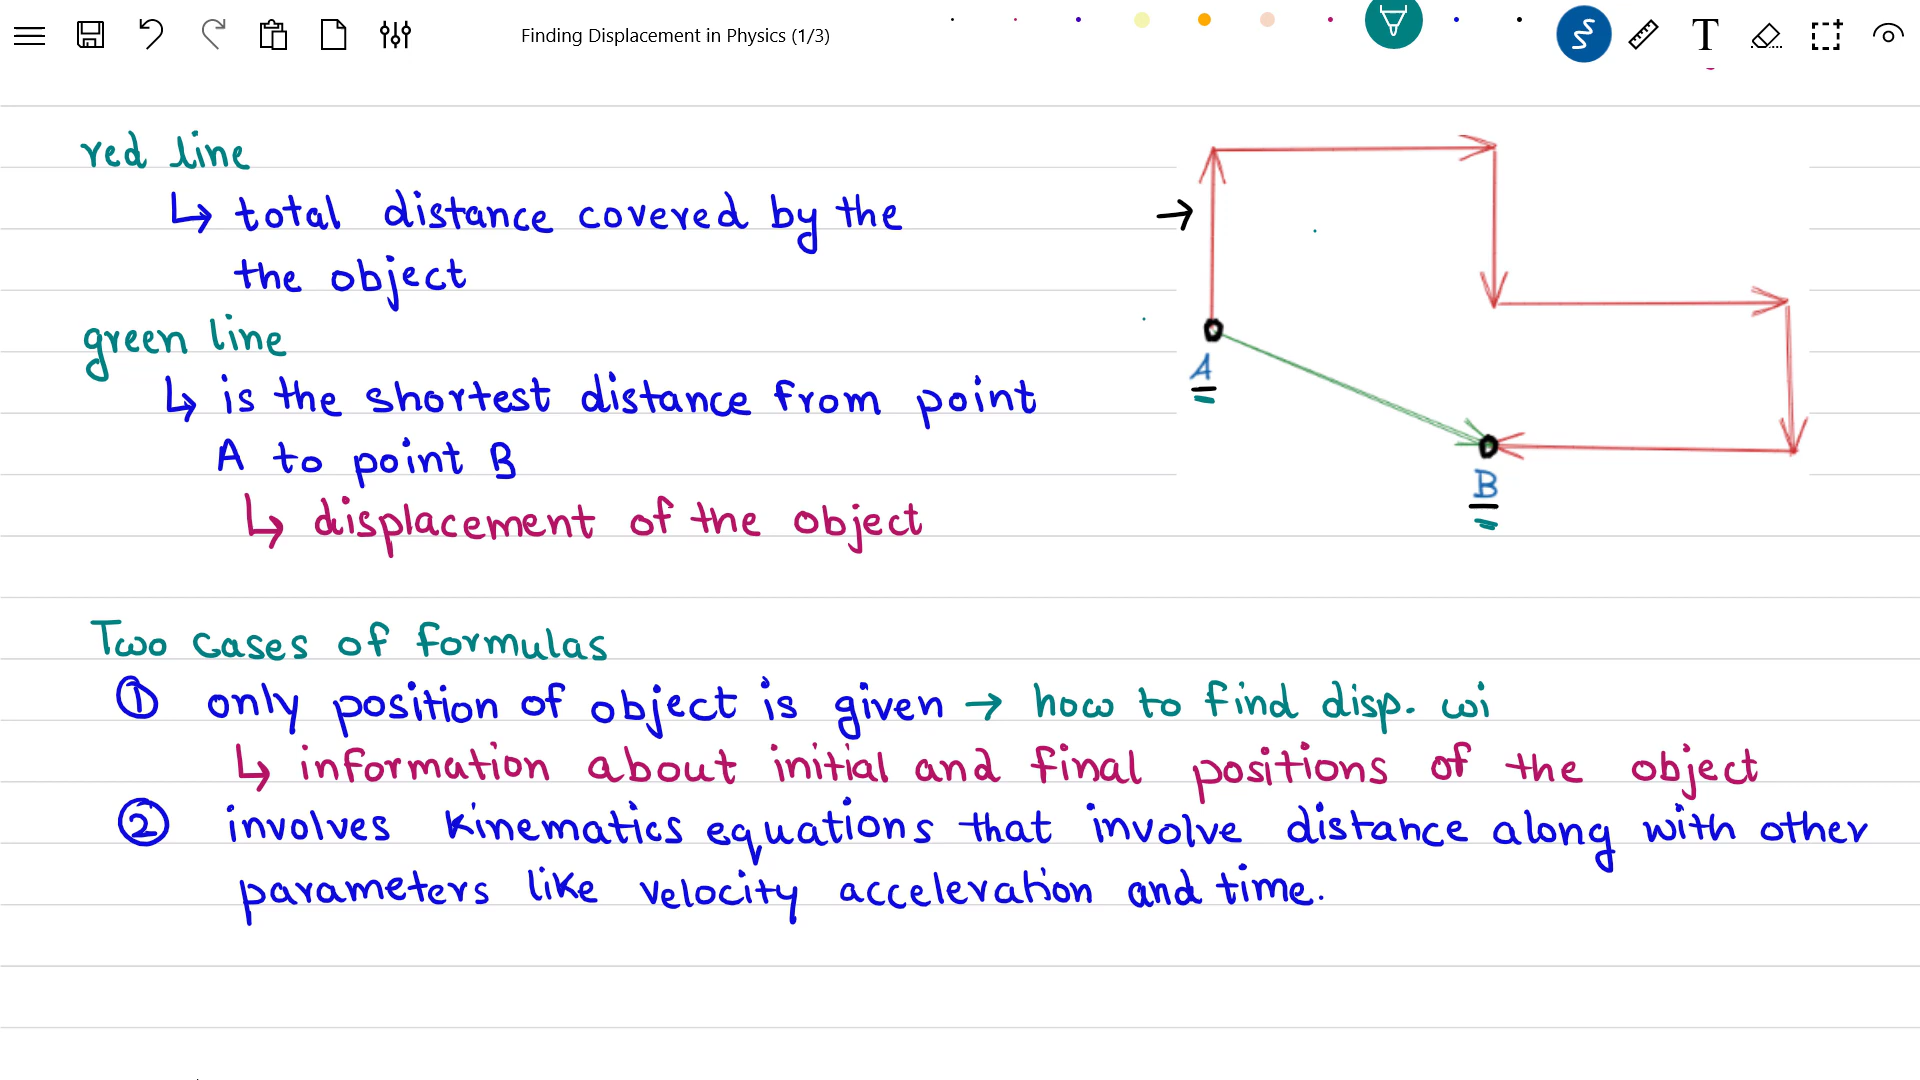 Finding Displacement in Physics (1/3)
T
red line
↳ total distance covered by the
the object
green line
↳ is the shortest distance from point
A to point B
↳ displacement of the object
→
A
B
Two cases of formulas
① only position of object is given → how to find disp. wi
↳ information about initial and final positions of the object
② involves kinematics equations that involve distance along with other
parameters like velocity acceleration and time.